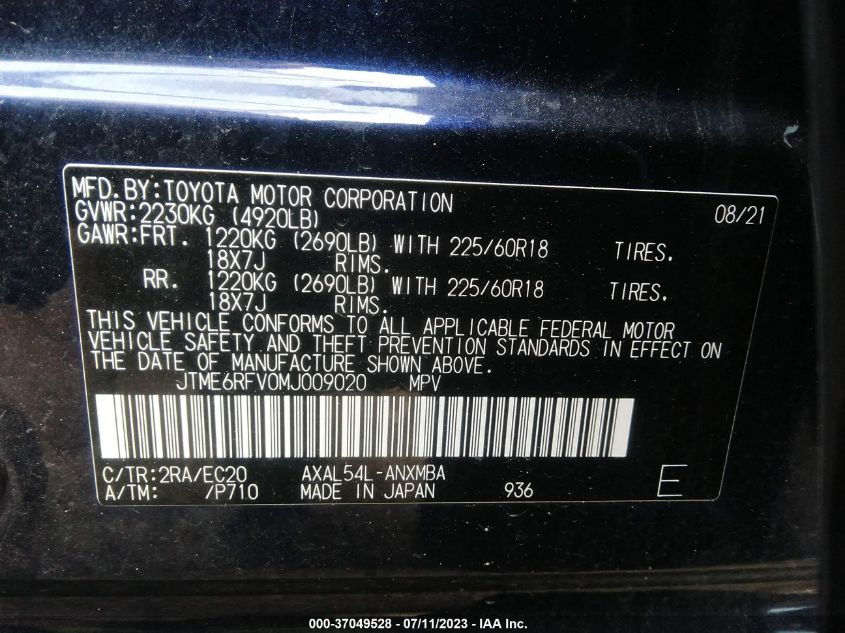 MFD.BY:TOYOTA MOTOR CORPORATION 08/21
GVWR:2230KG (4920LB)
GAWR:FRT. 1220KG (2690LB) WITH 225/60R18 TIRES.
18X7J RIMS.
RR. 1220KG (2690LB) WITH 225/60R18 TIRES.
18X7J RIMS.
THIS VEHICLE CONFORMS TO ALL APPLICABLE FEDERAL MOTOR
VEHICLE SAFETY AND THEFT PREVENTION STANDARDS IN EFFECT ON
THE DATE OF MANUFACTURE SHOWN ABOVE.
JTME6RFV0MJ009020 MPV
C/TR:2RA/EC20 AXAL54L-ANXMBA
A/TM: /P710 MADE IN JAPAN 936 E
000-37049528 - 07/11/2023 - IAA Inc.